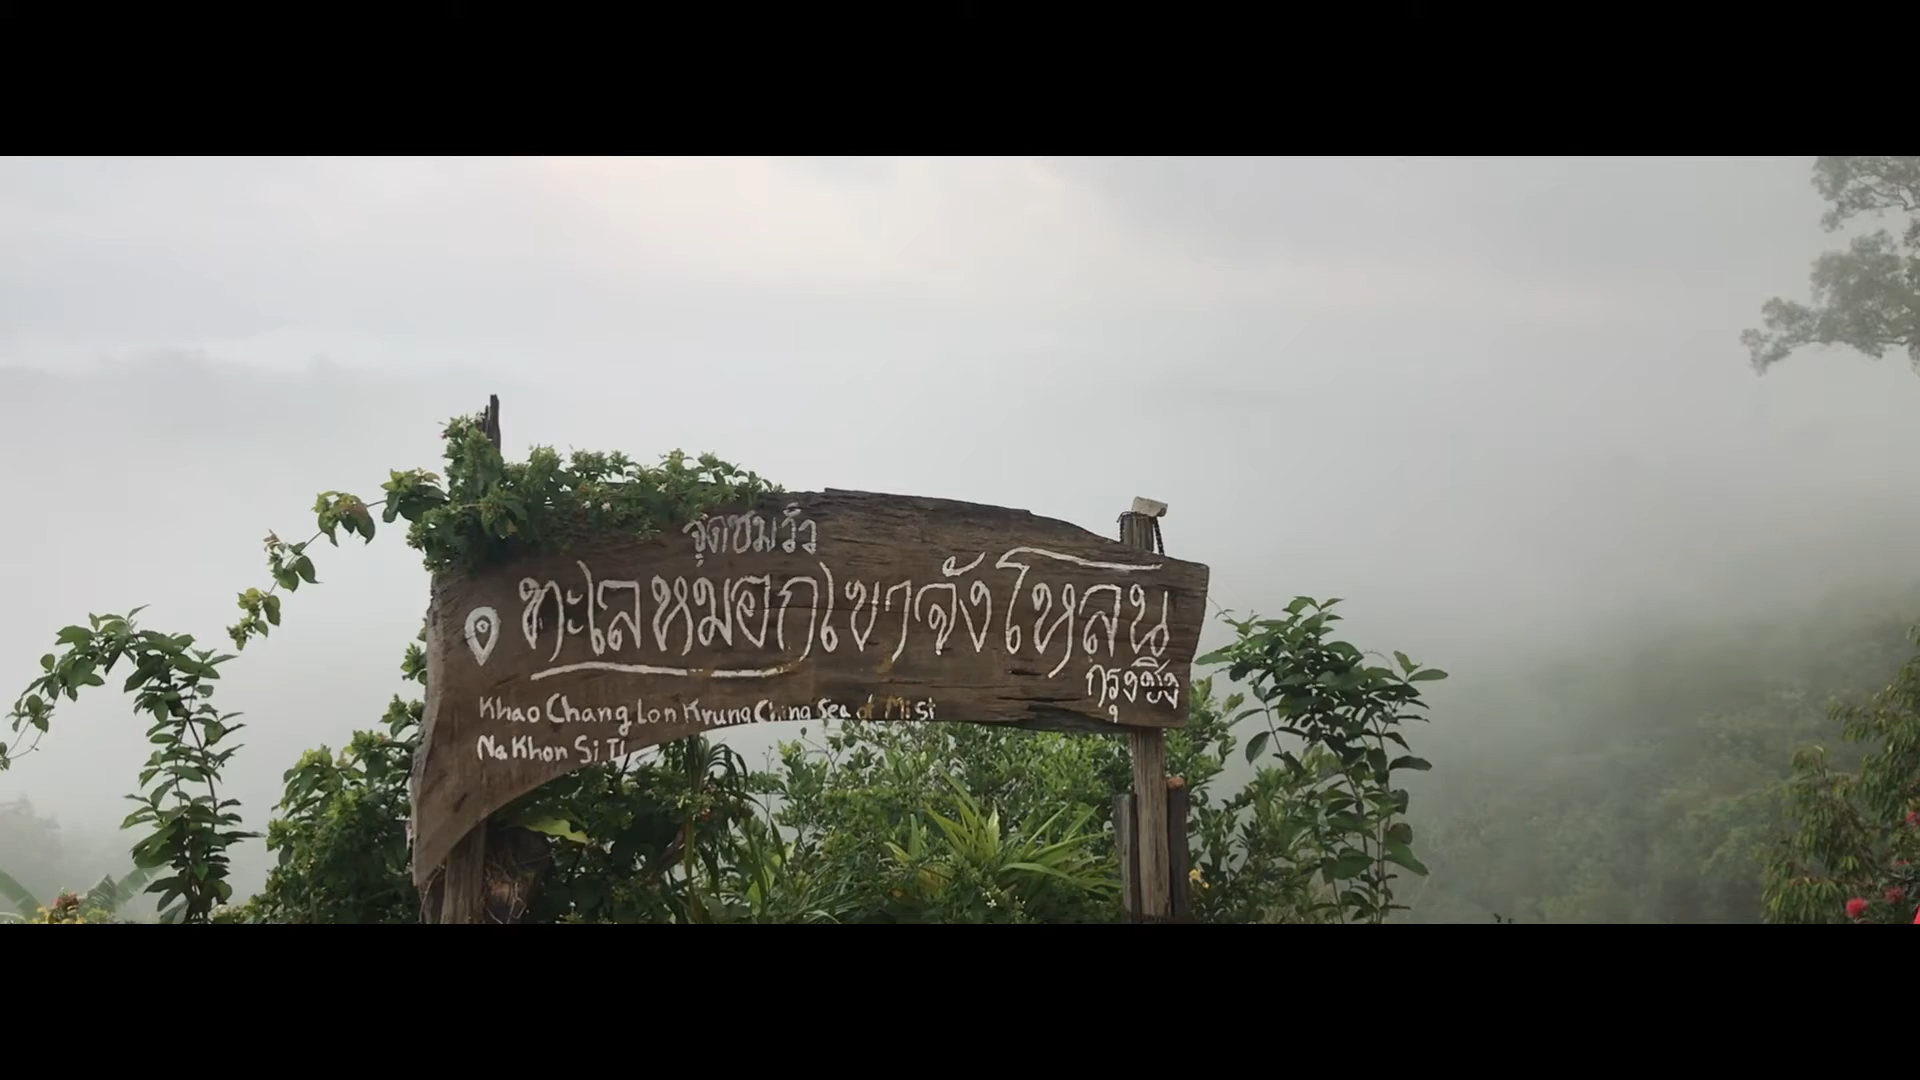 จุดชมวิว
ทะเลหมอกเขาจังโหลน
กรุงชิง
Khao Chang Lon Krung Ching Sea of Misi
Na Khon Si